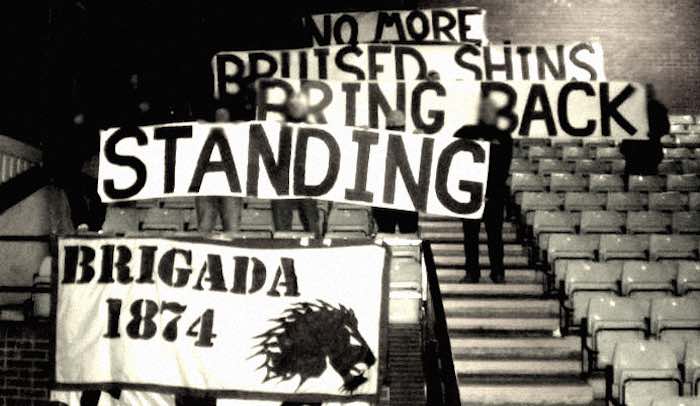 NO MORE
BRUISED SHINS
BRING BACK
STANDING
BRIGADA
1874